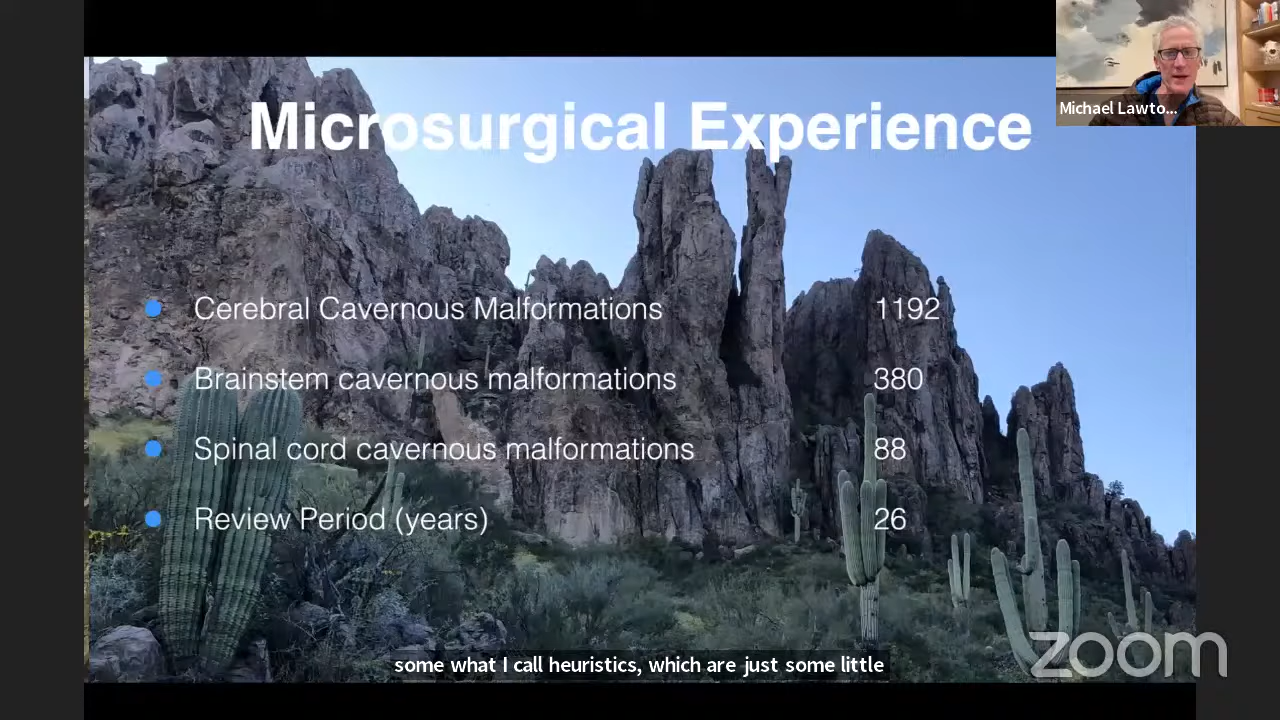 Microsurgical Experience
Michael Lawto...
Cerebral Cavernous Malformations 1192
Brainstem cavernous malformations 380
Spinal cord cavernous malformations 88
Review Period (years) 26
some what I call heuristics, which are just some little
zoom